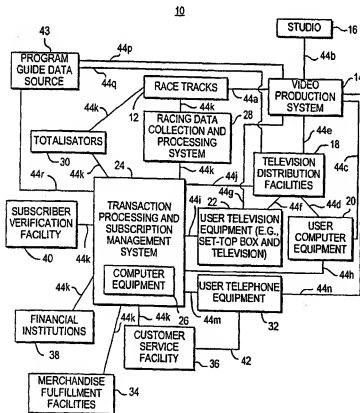 10
43
PROGRAM
GUIDE DATA
SOURCE
44p
44q
STUDIO
16
44b
VIDEO
PRODUCTION
SYSTEM
14
44k
RACE TRACKS
44a
12
44k
RACING DATA
COLLECTION AND
PROCESSING
SYSTEM
28
44e
18
44c
TELEVISION
DISTRIBUTION
FACILITIES
TOTALISATORS
30
44k
24
44k
44j
44r
44g
22
44f
44d
20
SUBSCRIBER
VERIFICATION
FACILITY
40
44k
TRANSACTION
PROCESSING AND
SUBSCRIPTION
MANAGEMENT
SYSTEM
44i
USER TELEVISION
EQUIPMENT (E.G.,
SET-TOP BOX AND
TELEVISION)
USER
COMPUTER
EQUIPMENT
44h
COMPUTER
EQUIPMENT
26
USER TELEPHONE
EQUIPMENT
32
44n
44k
44k
44k
44m
FINANCIAL
INSTITUTIONS
38
CUSTOMER
SERVICE
FACILITY
36
42
MERCHANDISE
FULFILLMENT
FACILITIES
34